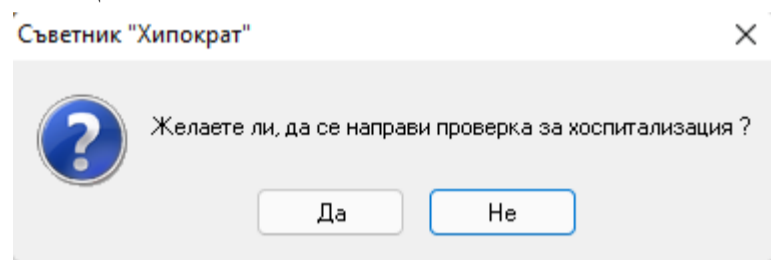 Съветник "Хипократ"
Желаете ли, да се направи проверка за хоспитализация ?
Да
Не